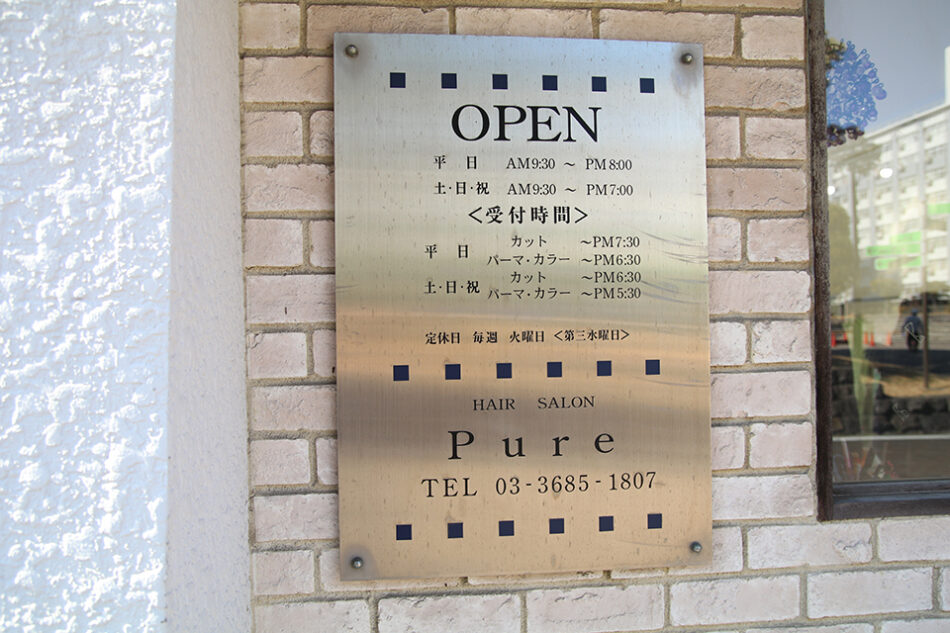 OPEN
平 日 AM9:30 ～ PM8:00
土・日・祝 AM9:30 ～ PM7:00
＜受付時間＞
平 日 カット ～PM7:30
パーマ・カラー ～PM6:30
土・日・祝 カット ～PM6:30
パーマ・カラー ～PM5:30
定休日 毎週 火曜日 ＜第三水曜日＞
HAIR SALON
Pure
TEL 03-3685-1807